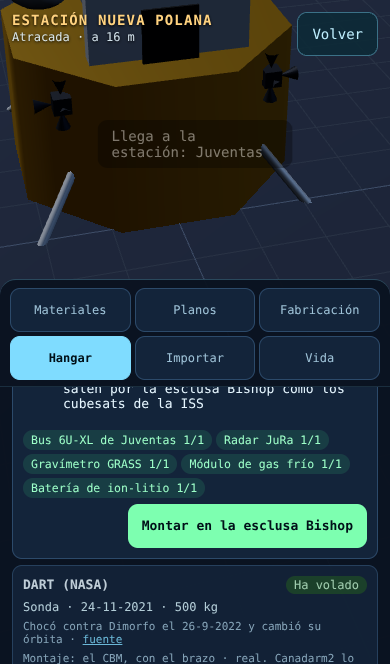 ESTACIÓN NUEVA POLANA
Atracada · a 16 m
Volver
Llega a la
estación: Juventas
Materiales
Planos
Fabricación
Hangar
Importar
Vida
salen por la esclusa Bishop como los
cubesats de la ISS
Bus 6U-XL de Juventas 1/1
Radar JuRa 1/1
Gravímetro GRASS 1/1
Módulo de gas frío 1/1
Batería de ion-litio 1/1
Montar en la esclusa Bishop
DART (NASA)
Ha volado
Sonda · 24-11-2021 · 500 kg
Chocó contra Dimorfo el 26-9-2022 y cambió su
órbita · fuente
Montaje: el CBM, con el brazo · real. Canadarm2 lo